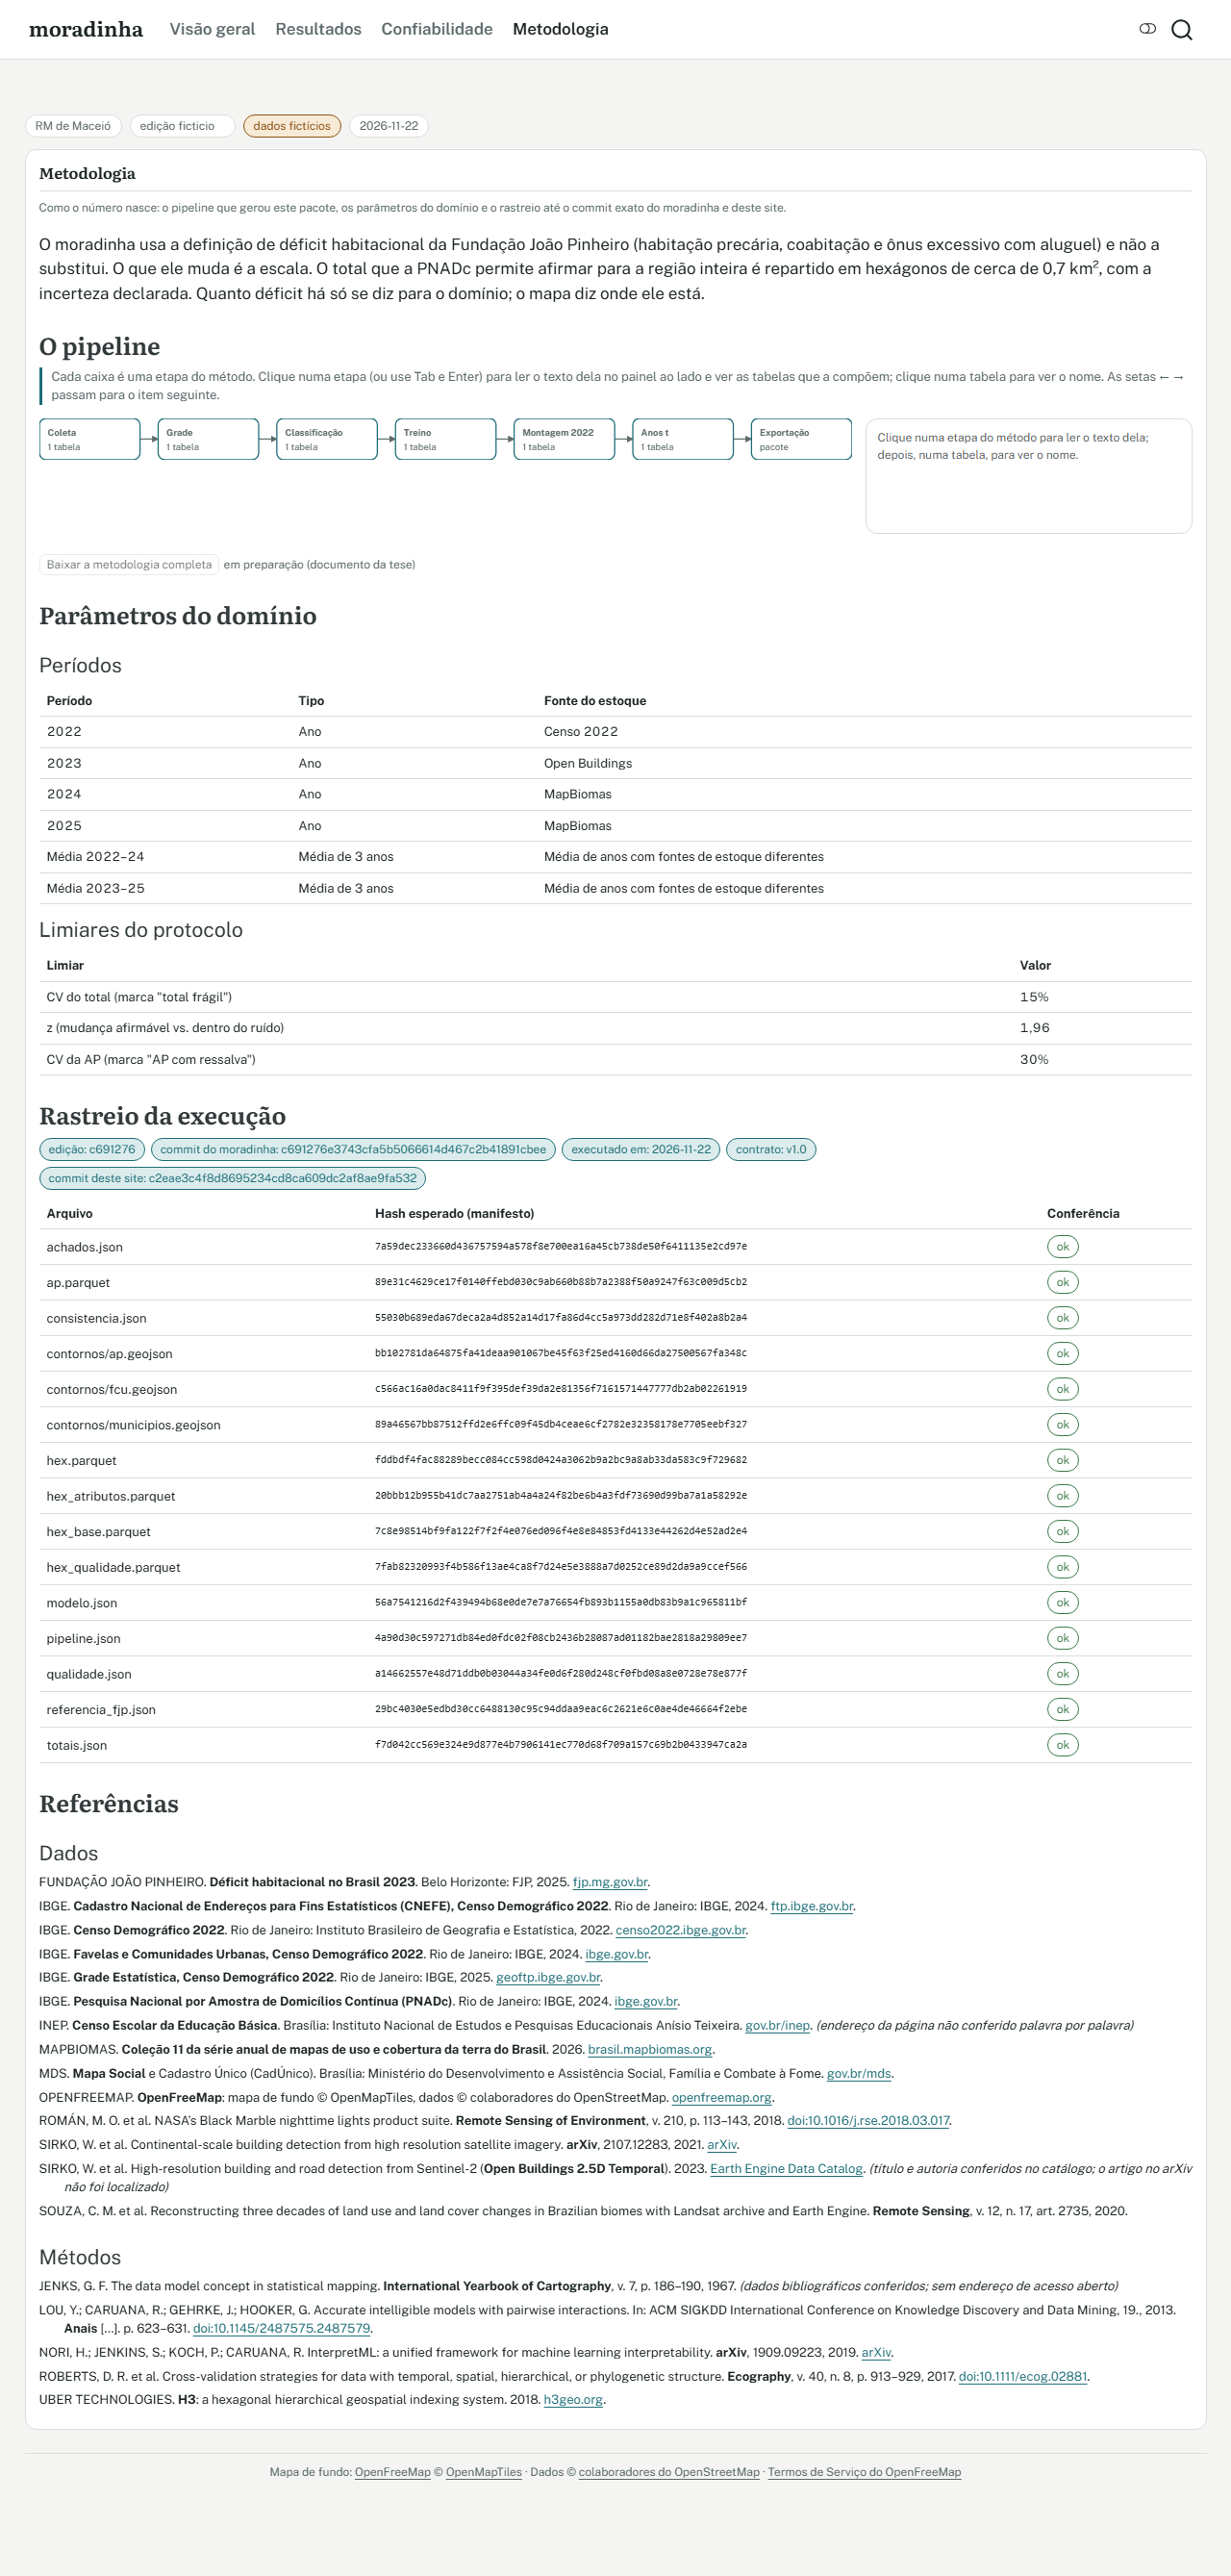 moradinha Visão geral Resultados Confiabilidade Metodologia
RM de Maceió edição ficticio dados fictícios 2026-11-22
Metodologia
Como o número nasce: o pipeline que gerou este pacote, os parâmetros do domínio e o rastreio até o commit exato do moradinha e deste site.
O moradinha usa a definição de déficit habitacional da Fundação João Pinheiro (habitação precária, coabitação e ônus excessivo com aluguel) e não a
substitui. O que ele muda é a escala. O total que a PNADc permite afirmar para a região inteira é repartido em hexágonos de cerca de 0,7 km², com a
incerteza declarada. Quanto déficit há só se diz para o domínio; o mapa diz onde ele está.
O pipeline
Cada caixa é uma etapa do método. Clique numa etapa (ou use Tab e Enter) para ler o texto dela no painel ao lado e ver as tabelas que a compõem; clique numa tabela para ver o nome. As setas ←→
passam para o item seguinte.
Coleta Grade Classificação Treino Montagem 2022 Anos t Exportação
1 tabela 1 tabela 1 tabela 1 tabela 1 tabela 1 tabela pacote
Clique numa etapa do método para ler o texto dela;
depois, numa tabela, para ver o nome.
Baixar a metodologia completa em preparação (documento da tese)
Parâmetros do domínio
Períodos
Período Tipo Fonte do estoque
2022 Ano Censo 2022
2023 Ano Open Buildings
2024 Ano MapBiomas
2025 Ano MapBiomas
Média 2022–24 Média de 3 anos Média de anos com fontes de estoque diferentes
Média 2023–25 Média de 3 anos Média de anos com fontes de estoque diferentes
Limiares do protocolo
Limiar Valor
CV do total (marca "total frágil") 15%
z (mudança afirmável vs. dentro do ruído) 1,96
CV da AP (marca "AP com ressalva") 30%
Rastreio da execução
edição: c691276 commit do moradinha: c691276e3743cfa5b5066614d467c2b41891cbee executado em: 2026-11-22 contrato: v1.0
commit deste site: c2eae3c4f8d8695234cd8ca609dc2af8ae9fa532
Arquivo Hash esperado (manifesto) Conferência
achados.json 7a59dec233660d436757594a578f8e700ea16a45cb738de50f6411135e2cd97e ok
ap.parquet 89e31c4629ce17f0140ffebd030c9ab660b88b7a2388f50a9247f63c009d5cb2 ok
consistencia.json 55030b689eda67deca2a4d852a14d17fa86d4cc5a973dd282d71e8f402a8b2a4 ok
contornos/ap.geojson bb102781da64875fa41deaa901067be45f63f25ed4160d66da27500567fa348c ok
contornos/fcu.geojson c566ac16a0dac8411f9f395def39da2e81356f7161571447777db2ab02261919 ok
contornos/municipios.geojson 89a46567bb87512ffd2e6ffc09f45db4ceae6cf2782e32358178e7705eebf327 ok
hex.parquet fddbdf4fac88289becc084cc598d0424a3062b9a2bc9a8ab33da583c9f729682 ok
hex_atributos.parquet 20bbb12b955b41dc7aa2751ab4a4a24f82be6b4a3fdf73690d99ba7a1a58292e ok
hex_base.parquet 7c8e98514bf9fa122f7f2f4e076ed096f4e8e84853fd4133e44262d4e52ad2e4 ok
hex_qualidade.parquet 7fab82320993f4b586f13ae4ca8f7d24e5e3888a7d0252ce89d2da9a9ccef566 ok
modelo.json 56a7541216d2f439494b68e0de7e7a76654fb893b1155a0db83b9a1c965811bf ok
pipeline.json 4a90d30c597271db84ed0fdc02f08cb2436b28087ad01182bae2818a29809ee7 ok
qualidade.json a14662557e48d71ddb0b03044a34fe0d6f280d248cf0fbd08a8e0728e78e877f ok
referencia_fjp.json 29bc4030e5edbd30cc6488130c95c94ddaa9eac6c2621e6c0ae4de46664f2ebe ok
totais.json f7d042cc569e324e9d877e4b7906141ec770d68f709a157c69b2b0433947ca2a ok
Referências
Dados
FUNDAÇÃO JOÃO PINHEIRO. Déficit habitacional no Brasil 2023. Belo Horizonte: FJP, 2025. fjp.mg.gov.br.
IBGE. Cadastro Nacional de Endereços para Fins Estatísticos (CNEFE), Censo Demográfico 2022. Rio de Janeiro: IBGE, 2024. ftp.ibge.gov.br.
IBGE. Censo Demográfico 2022. Rio de Janeiro: Instituto Brasileiro de Geografia e Estatística, 2022. censo2022.ibge.gov.br.
IBGE. Favelas e Comunidades Urbanas, Censo Demográfico 2022. Rio de Janeiro: IBGE, 2024. ibge.gov.br.
IBGE. Grade Estatística, Censo Demográfico 2022. Rio de Janeiro: IBGE, 2025. geoftp.ibge.gov.br.
IBGE. Pesquisa Nacional por Amostra de Domicílios Contínua (PNADc). Rio de Janeiro: IBGE, 2024. ibge.gov.br.
INEP. Censo Escolar da Educação Básica. Brasília: Instituto Nacional de Estudos e Pesquisas Educacionais Anísio Teixeira. gov.br/inep. (endereço da página não conferido palavra por palavra)
MAPBIOMAS. Coleção 11 da série anual de mapas de uso e cobertura da terra do Brasil. 2026. brasil.mapbiomas.org.
MDS. Mapa Social e Cadastro Único (CadÚnico). Brasília: Ministério do Desenvolvimento e Assistência Social, Família e Combate à Fome. gov.br/mds.
OPENFREEMAP. OpenFreeMap: mapa de fundo © OpenMapTiles, dados © colaboradores do OpenStreetMap. openfreemap.org.
ROMÁN, M. O. et al. NASA's Black Marble nighttime lights product suite. Remote Sensing of Environment, v. 210, p. 113–143, 2018. doi:10.1016/j.rse.2018.03.017.
SIRKO, W. et al. Continental-scale building detection from high resolution satellite imagery. arXiv, 2107.12283, 2021. arXiv.
SIRKO, W. et al. High-resolution building and road detection from Sentinel-2 (Open Buildings 2.5D Temporal). 2023. Earth Engine Data Catalog. (título e autoria conferidos no catálogo; o artigo no arXiv
não foi localizado)
SOUZA, C. M. et al. Reconstructing three decades of land use and land cover changes in Brazilian biomes with Landsat archive and Earth Engine. Remote Sensing, v. 12, n. 17, art. 2735, 2020.
Métodos
JENKS, G. F. The data model concept in statistical mapping. International Yearbook of Cartography, v. 7, p. 186–190, 1967. (dados bibliográficos conferidos; sem endereço de acesso aberto)
LOU, Y.; CARUANA, R.; GEHRKE, J.; HOOKER, G. Accurate intelligible models with pairwise interactions. In: ACM SIGKDD International Conference on Knowledge Discovery and Data Mining, 19., 2013.
Anais [...]. p. 623–631. doi:10.1145/2487575.2487579.
NORI, H.; JENKINS, S.; KOCH, P.; CARUANA, R. InterpretML: a unified framework for machine learning interpretability. arXiv, 1909.09223, 2019. arXiv.
ROBERTS, D. R. et al. Cross-validation strategies for data with temporal, spatial, hierarchical, or phylogenetic structure. Ecography, v. 40, n. 8, p. 913–929, 2017. doi:10.1111/ecog.02881.
UBER TECHNOLOGIES. H3: a hexagonal hierarchical geospatial indexing system. 2018. h3geo.org.
Mapa de fundo: OpenFreeMap © OpenMapTiles · Dados © colaboradores do OpenStreetMap · Termos de Serviço do OpenFreeMap